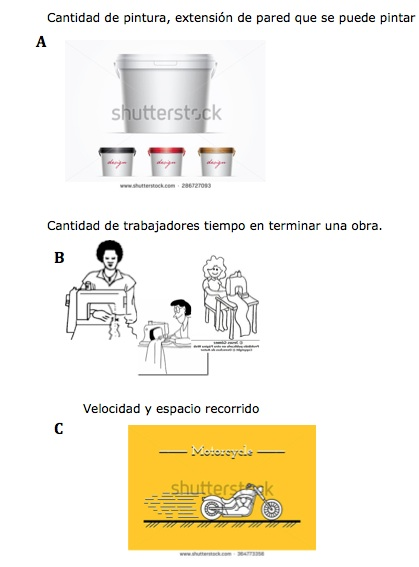 Cantidad de pintura, extensión de pared que se puede pintar
A
shutterstock
design design design
www.shutterstock.com · 286727093
Cantidad de trabajadores tiempo en terminar una obra.
B
Velocidad y espacio recorrido
C
Motorcycle
shutterstock
www.shutterstock.com · 364773358